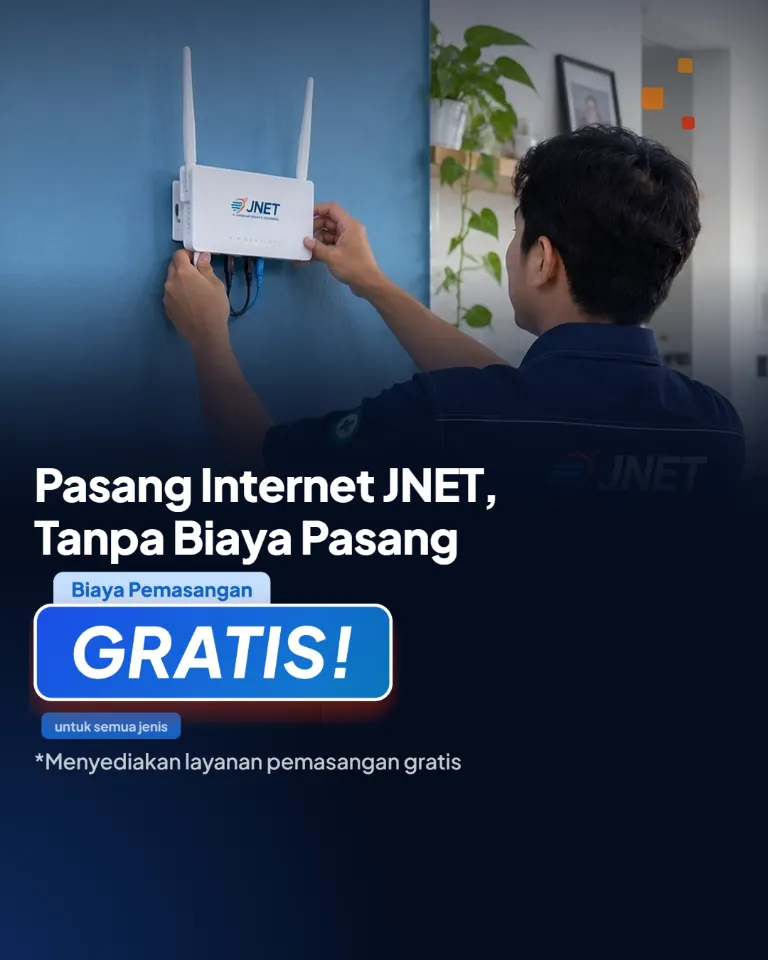 JNET
JNET
Pasang Internet JNET,
Tanpa Biaya Pasang
Biaya Pemasangan
GRATIS!
untuk semua jenis
*Menyediakan layanan pemasangan gratis